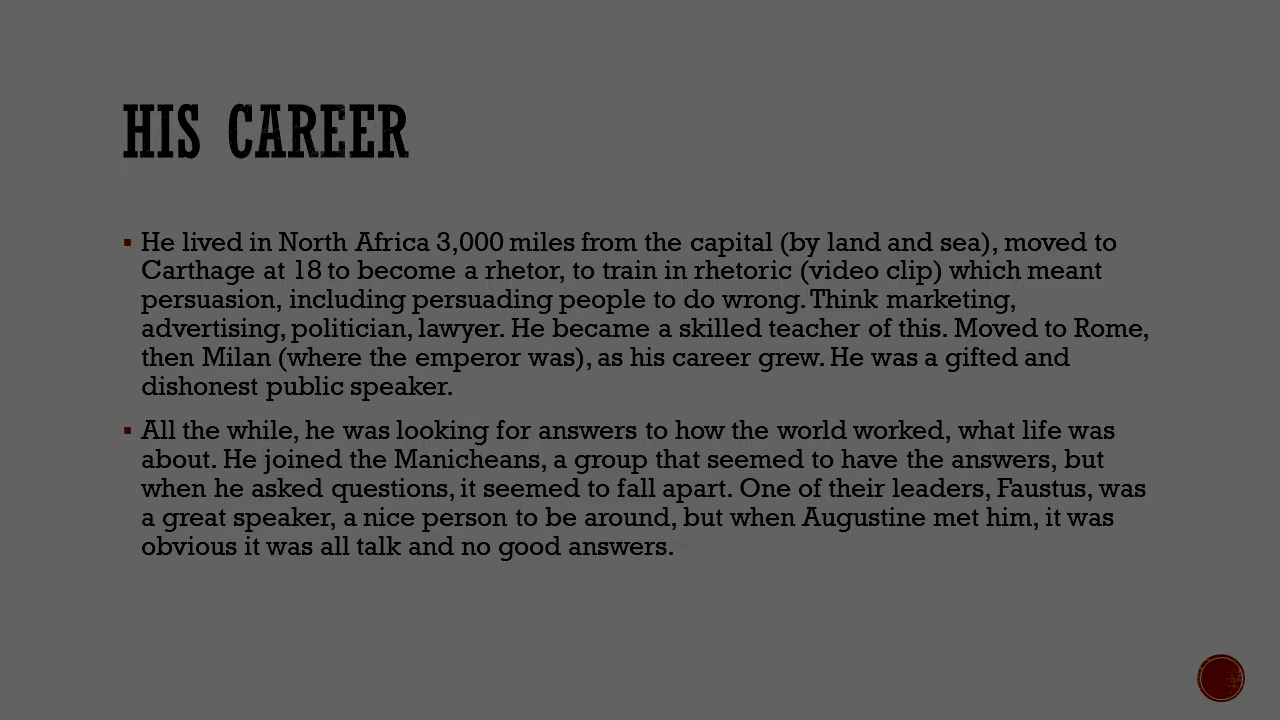 HIS CAREER
He lived in North Africa 3,000 miles from the capital (by land and sea), moved to
Carthage at 18 to become a rhetor, to train in rhetoric (video clip) which meant
persuasion, including persuading people to do wrong. Think marketing,
advertising, politician, lawyer. He became a skilled teacher of this. Moved to Rome,
then Milan (where the emperor was), as his career grew. He was a gifted and
dishonest public speaker.
All the while, he was looking for answers to how the world worked, what life was
about. He joined the Manicheans, a group that seemed to have the answers, but
when he asked questions, it seemed to fall apart. One of their leaders, Faustus, was
a great speaker, a nice person to be around, but when Augustine met him, it was
obvious it was all talk and no good answers.